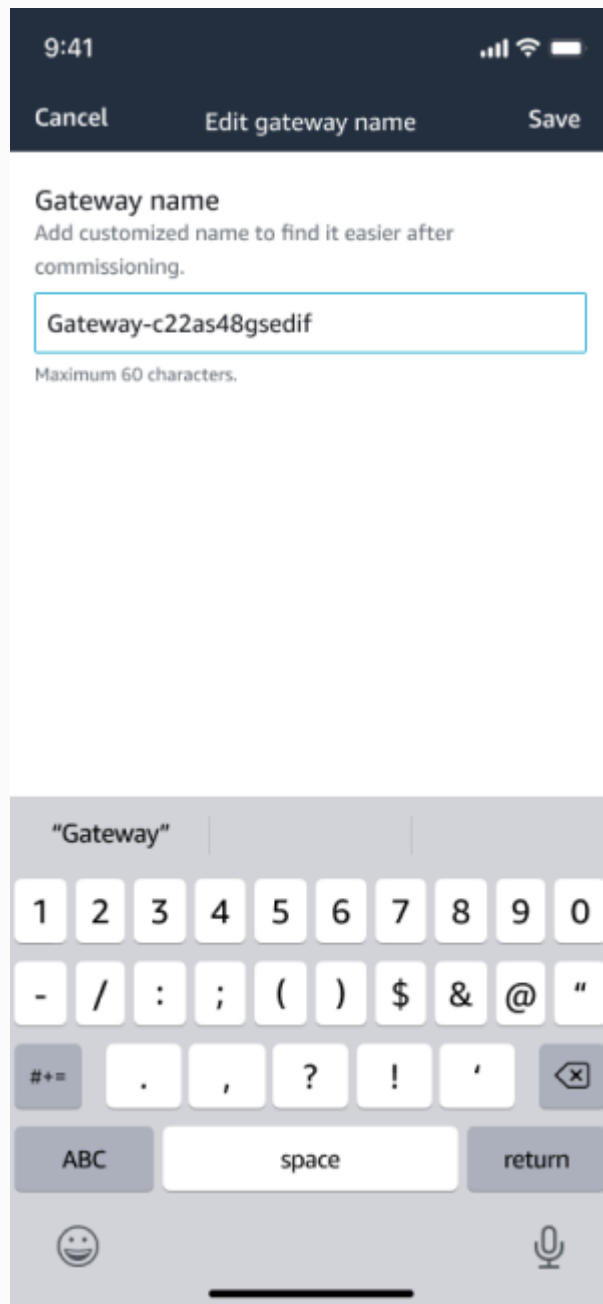 9:41
Cancel Edit gateway name Save
Gateway name
Add customized name to find it easier after
commissioning.
Gateway-c22as48gsedif
Maximum 60 characters.
“Gateway”
1 2 3 4 5 6 7 8 9 0
- / : ; ( ) $ & @ “
#+= . , ? ! ‘
ABC space return